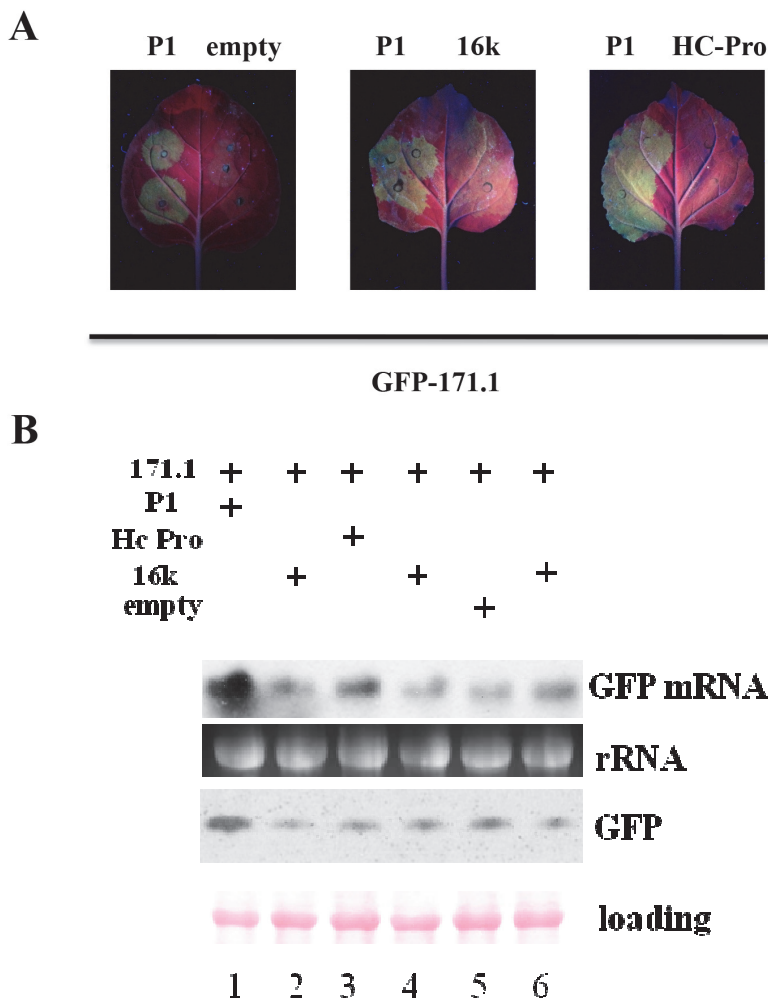 A
P1 empty P1 16k P1 HC-Pro
GFP-171.1
B
171.1 + + + + + +
P1 +
Hc Pro +
16k + + +
empty +
GFP mRNA
rRNA
GFP
loading
1 2 3 4 5 6